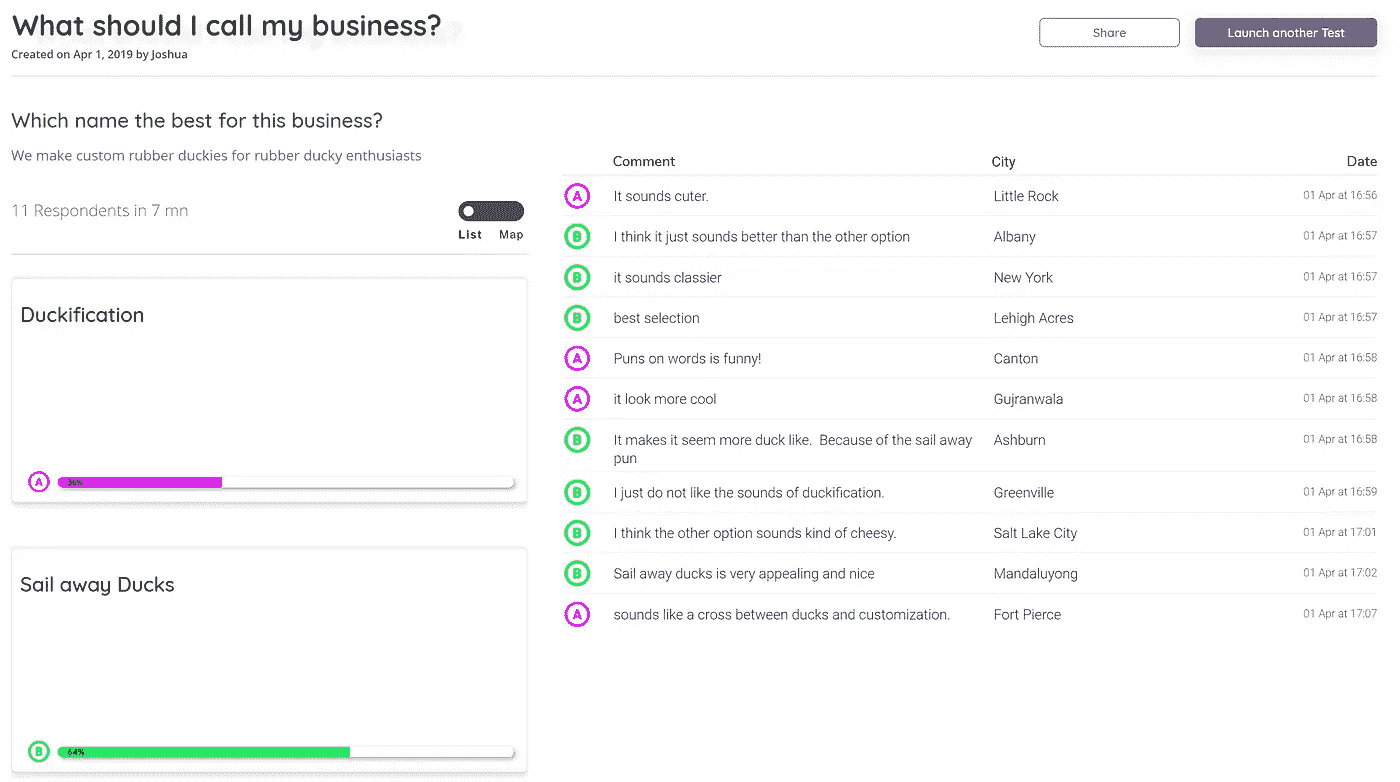 What should I call my business?
Created on Apr 1, 2019 by Joshua
Share
Launch another Test
Which name the best for this business?
We make custom rubber duckies for rubber ducky enthusiasts
11 Respondents in 7 mn
List Map
Duckification
A 36%
Sail away Ducks
B 64%
Comment City Date
A It sounds cuter. Little Rock 01 Apr at 16:56
B I think it just sounds better than the other option Albany 01 Apr at 16:57
B it sounds classier New York 01 Apr at 16:57
B best selection Lehigh Acres 01 Apr at 16:57
A Puns on words is funny! Canton 01 Apr at 16:58
A it look more cool Gujranwala 01 Apr at 16:58
B It makes it seem more duck like. Because of the sail away Ashburn 01 Apr at 16:58
pun
B I just do not like the sounds of duckification. Greenville 01 Apr at 16:59
B I think the other option sounds kind of cheesy. Salt Lake City 01 Apr at 17:01
B Sail away ducks is very appealing and nice Mandaluyong 01 Apr at 17:02
A sounds like a cross between ducks and customization. Fort Pierce 01 Apr at 17:07